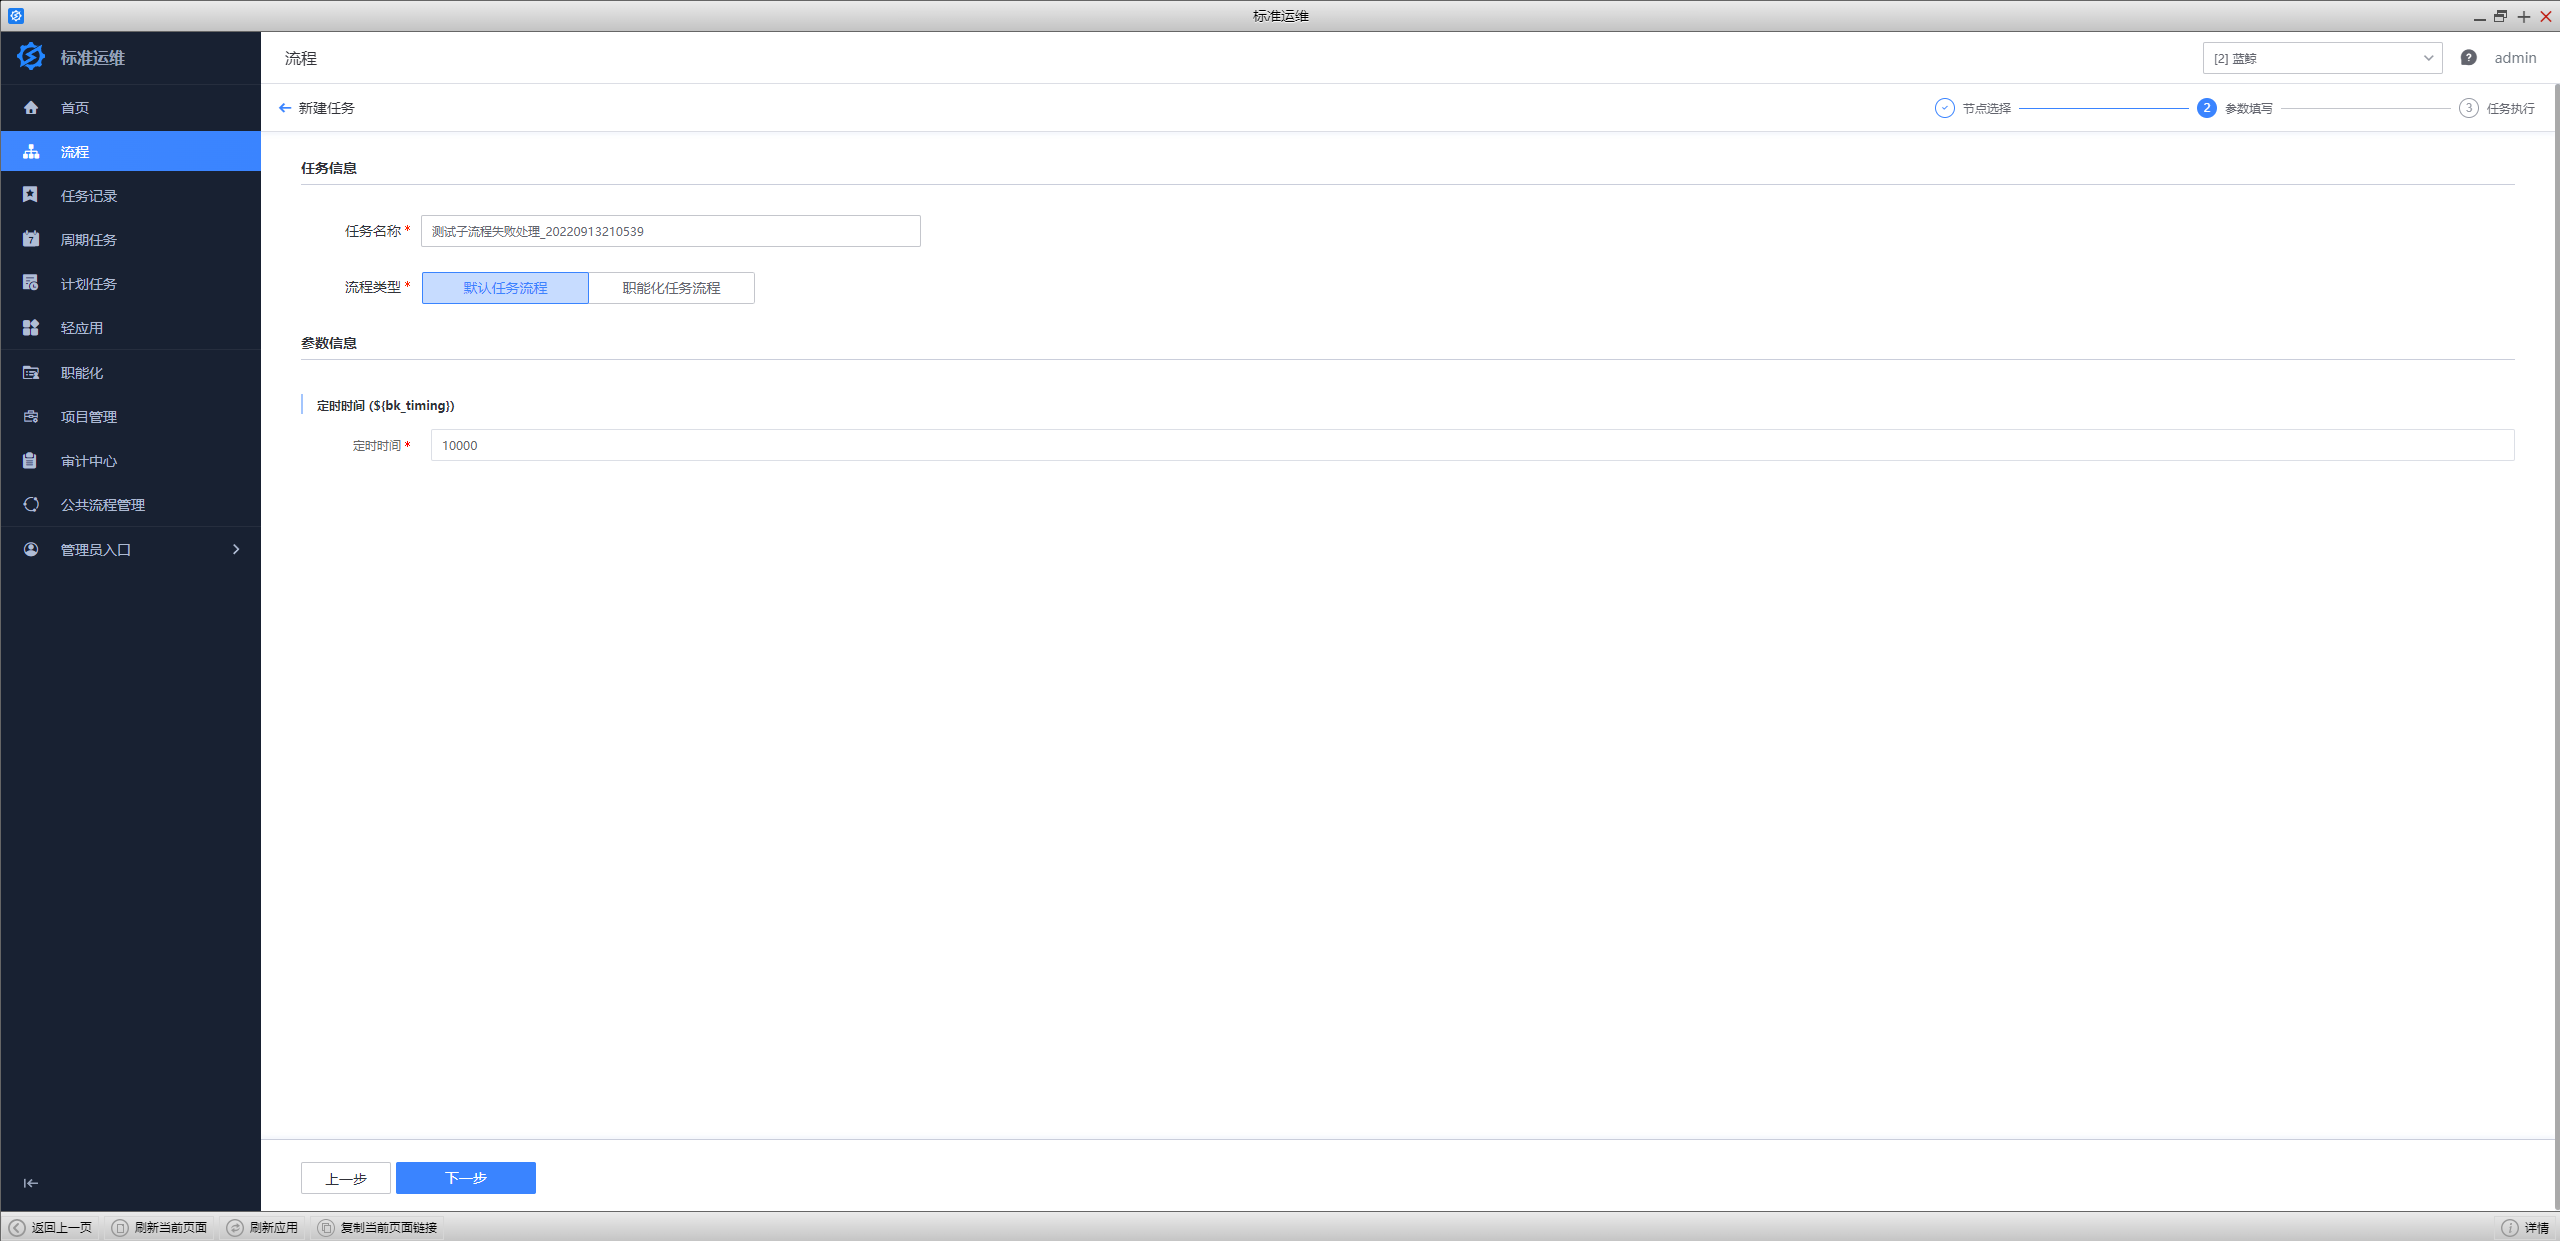 标准运维
标准运维
流程
[2] 蓝鲸
admin
首页
流程
任务记录
7
周期任务
计划任务
轻应用
职能化
项目管理
审计中心
公共流程管理
管理员入口
新建任务
节点选择
2 参数填写
3 任务执行
任务信息
任务名称 * 测试子流程失败处理_20220913210539
流程类型 * 默认任务流程 职能化任务流程
参数信息
定时时间 (${bk_timing})
定时时间 * 10000
上一步 下一步
返回上一页 刷新当前页面 刷新应用 复制当前页面链接 详情